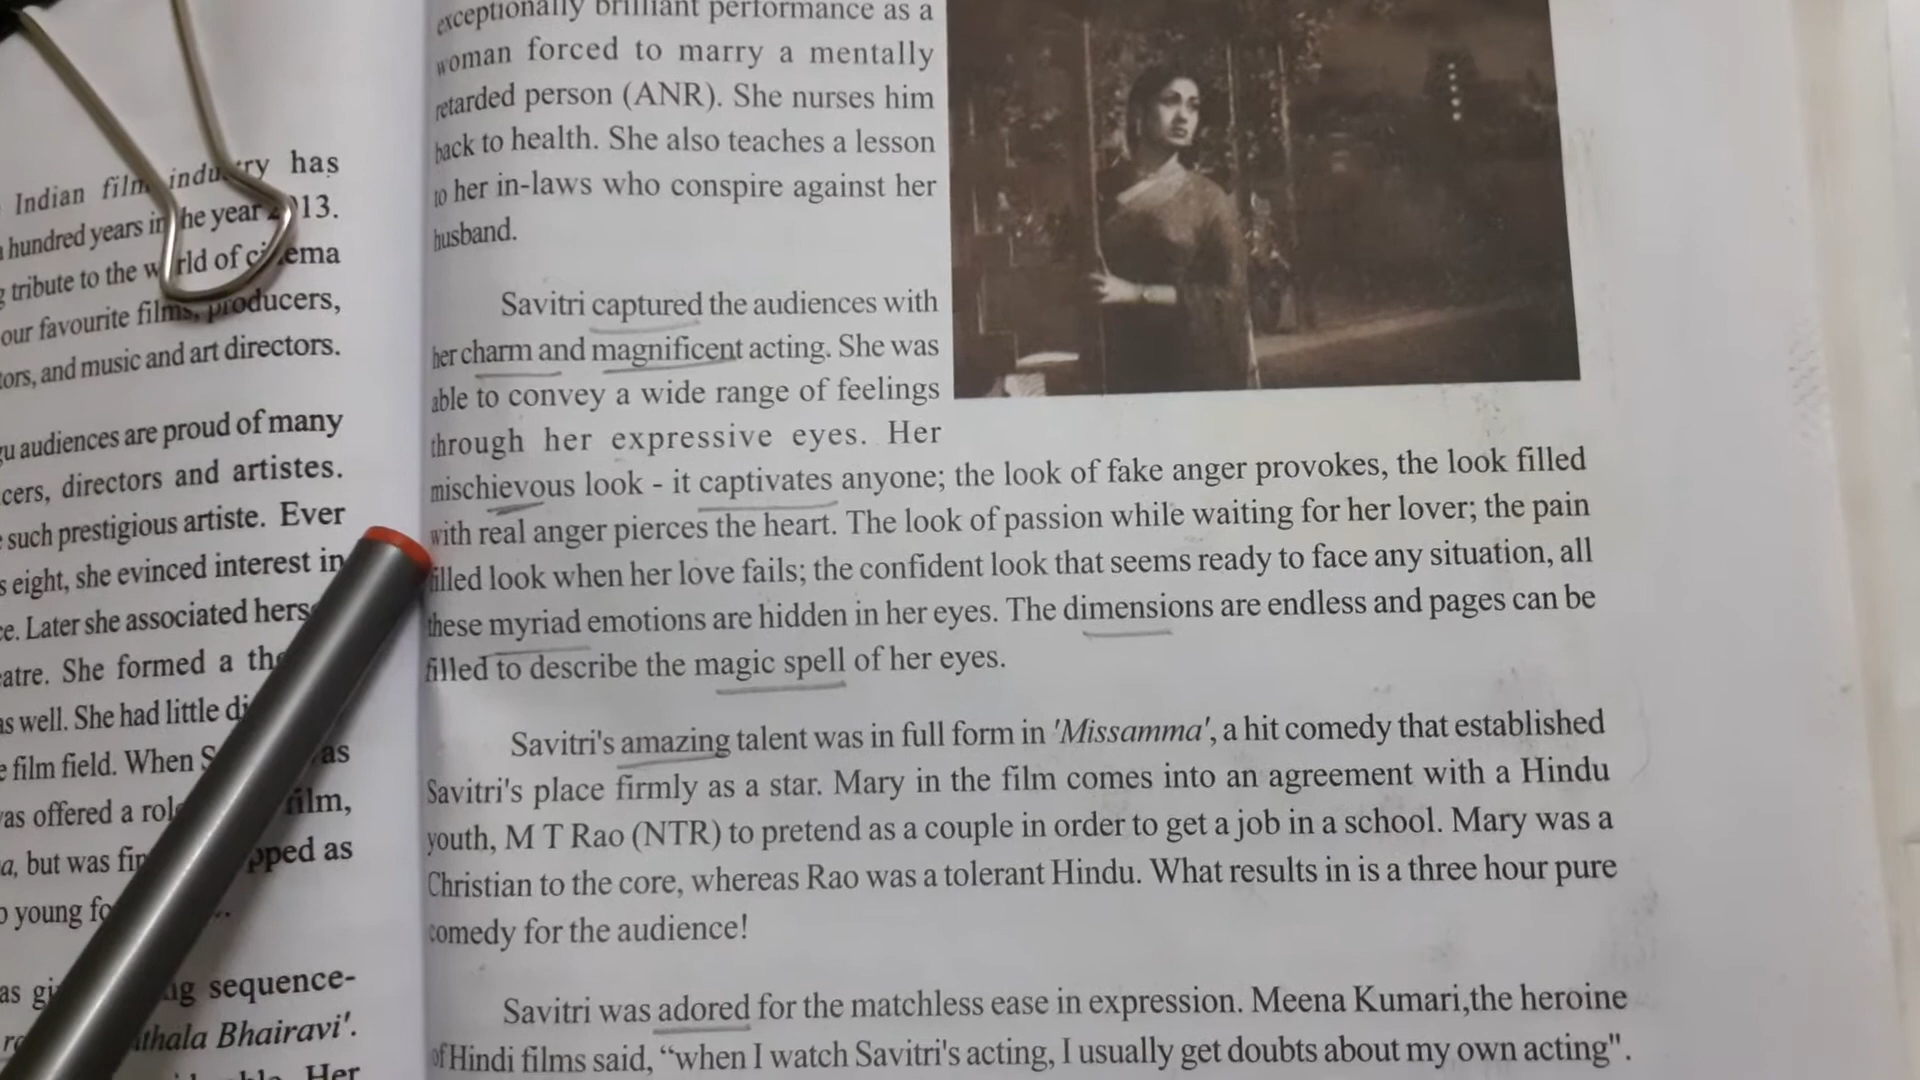 Indian film industry has
hundred years in the year 2013.
tribute to the world of cinema
our favourite films, producers,
and music and art directors.
audiences are proud of many
directors and artistes.
such prestigious artiste. Ever
eight, she evinced interest in
Later she associated
She formed a
as well. She had little
film field. When as
was offered a film,
but was as
young
sequence-
Bhairavi'.
Her
exceptionally brilliant performance as a
woman forced to marry a mentally
retarded person (ANR). She nurses him
back to health. She also teaches a lesson
to her in-laws who conspire against her
husband.
Savitri captured the audiences with
her charm and magnificent acting. She was
able to convey a wide range of feelings
through her expressive eyes. Her
mischievous look - it captivates anyone; the look of fake anger provokes, the look filled
with real anger pierces the heart. The look of passion while waiting for her lover; the pain
filled look when her love fails; the confident look that seems ready to face any situation, all
these myriad emotions are hidden in her eyes. The dimensions are endless and pages can be
filled to describe the magic spell of her eyes.
Savitri's amazing talent was in full form in 'Missamma', a hit comedy that established
Savitri's place firmly as a star. Mary in the film comes into an agreement with a Hindu
youth, M T Rao (NTR) to pretend as a couple in order to get a job in a school. Mary was a
Christian to the core, whereas Rao was a tolerant Hindu. What results in is a three hour pure
comedy for the audience!
Savitri was adored for the matchless ease in expression. Meena Kumari,the heroine
of Hindi films said, “when I watch Savitri's acting, I usually get doubts about my own acting".